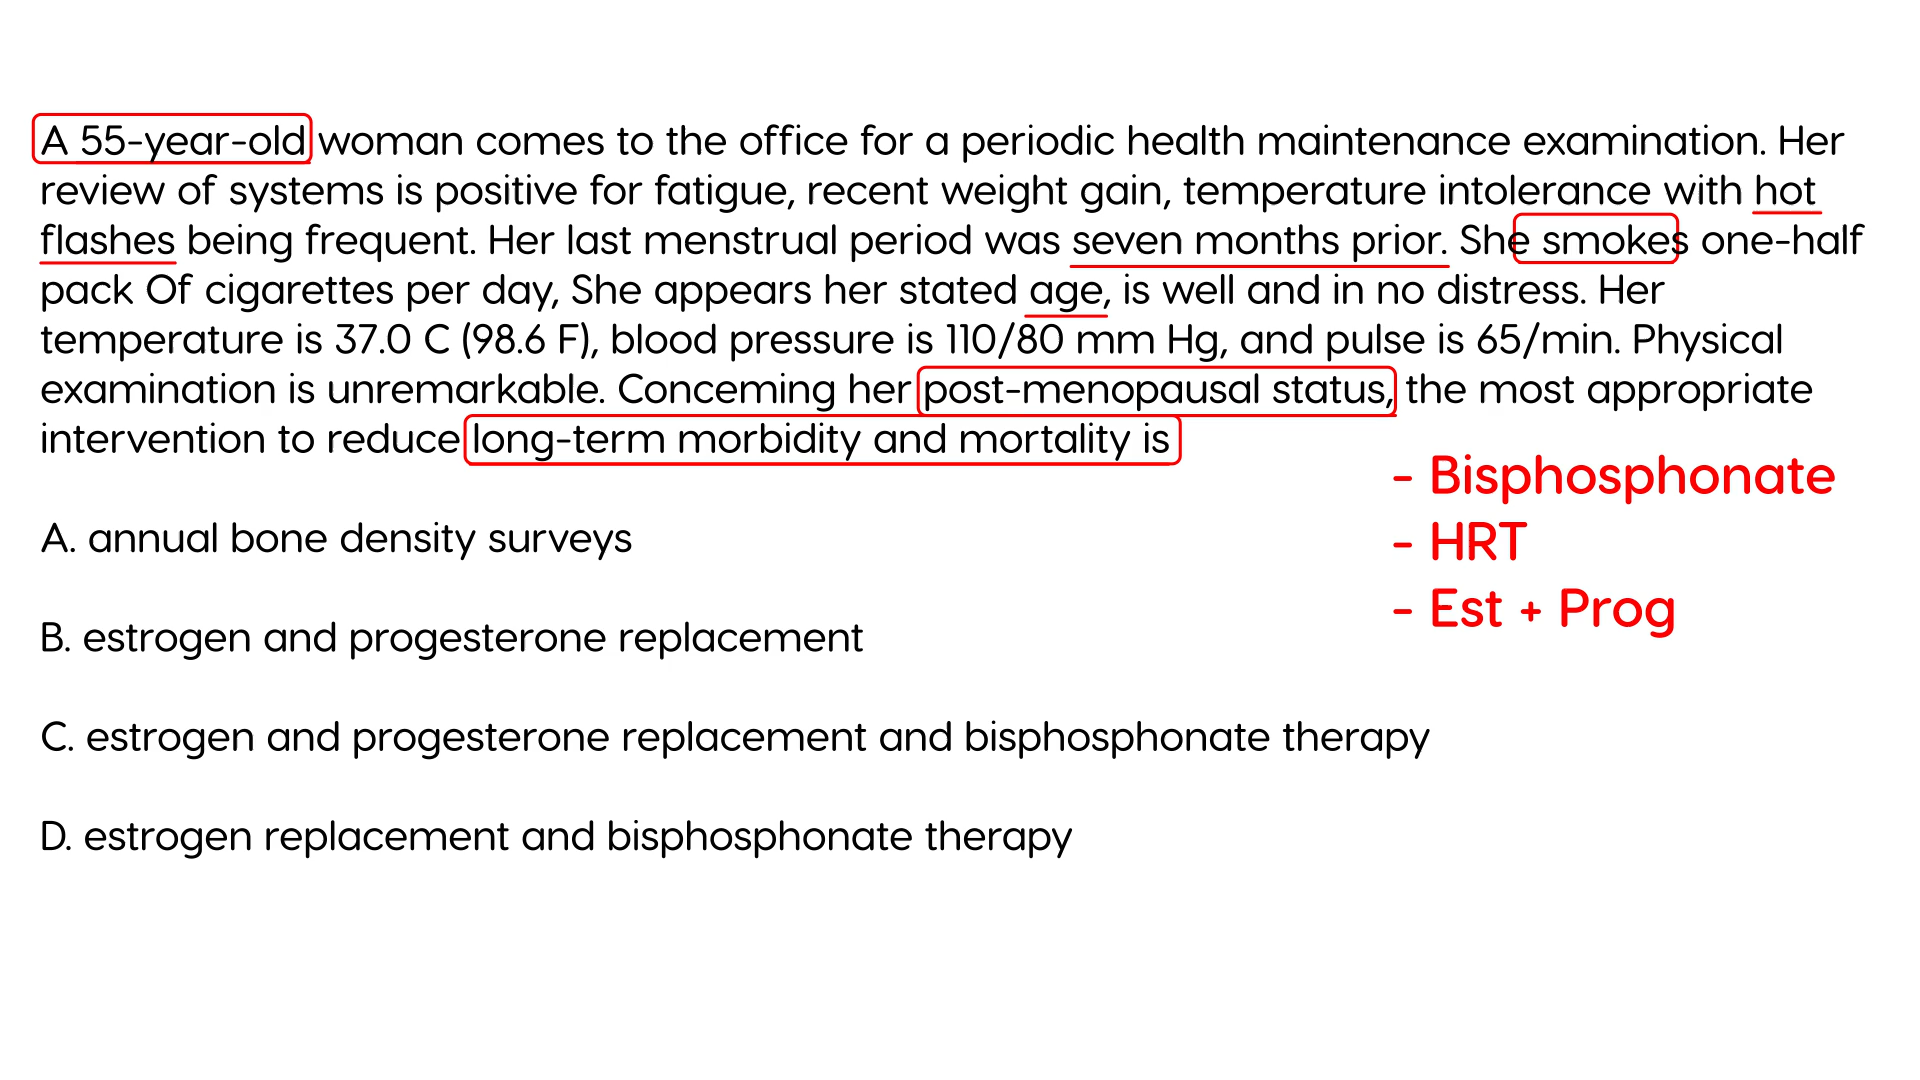 A 55-year-old woman comes to the office for a periodic health maintenance examination. Her
review of systems is positive for fatigue, recent weight gain, temperature intolerance with hot
flashes being frequent. Her last menstrual period was seven months prior. She smokes one-half
pack Of cigarettes per day, She appears her stated age, is well and in no distress. Her
temperature is 37.0 C (98.6 F), blood pressure is 110/80 mm Hg, and pulse is 65/min. Physical
examination is unremarkable. Conceming her post-menopausal status, the most appropriate
intervention to reduce long-term morbidity and mortality is
- Bisphosphonate
- HRT
- Est + Prog
A. annual bone density surveys
B. estrogen and progesterone replacement
C. estrogen and progesterone replacement and bisphosphonate therapy
D. estrogen replacement and bisphosphonate therapy